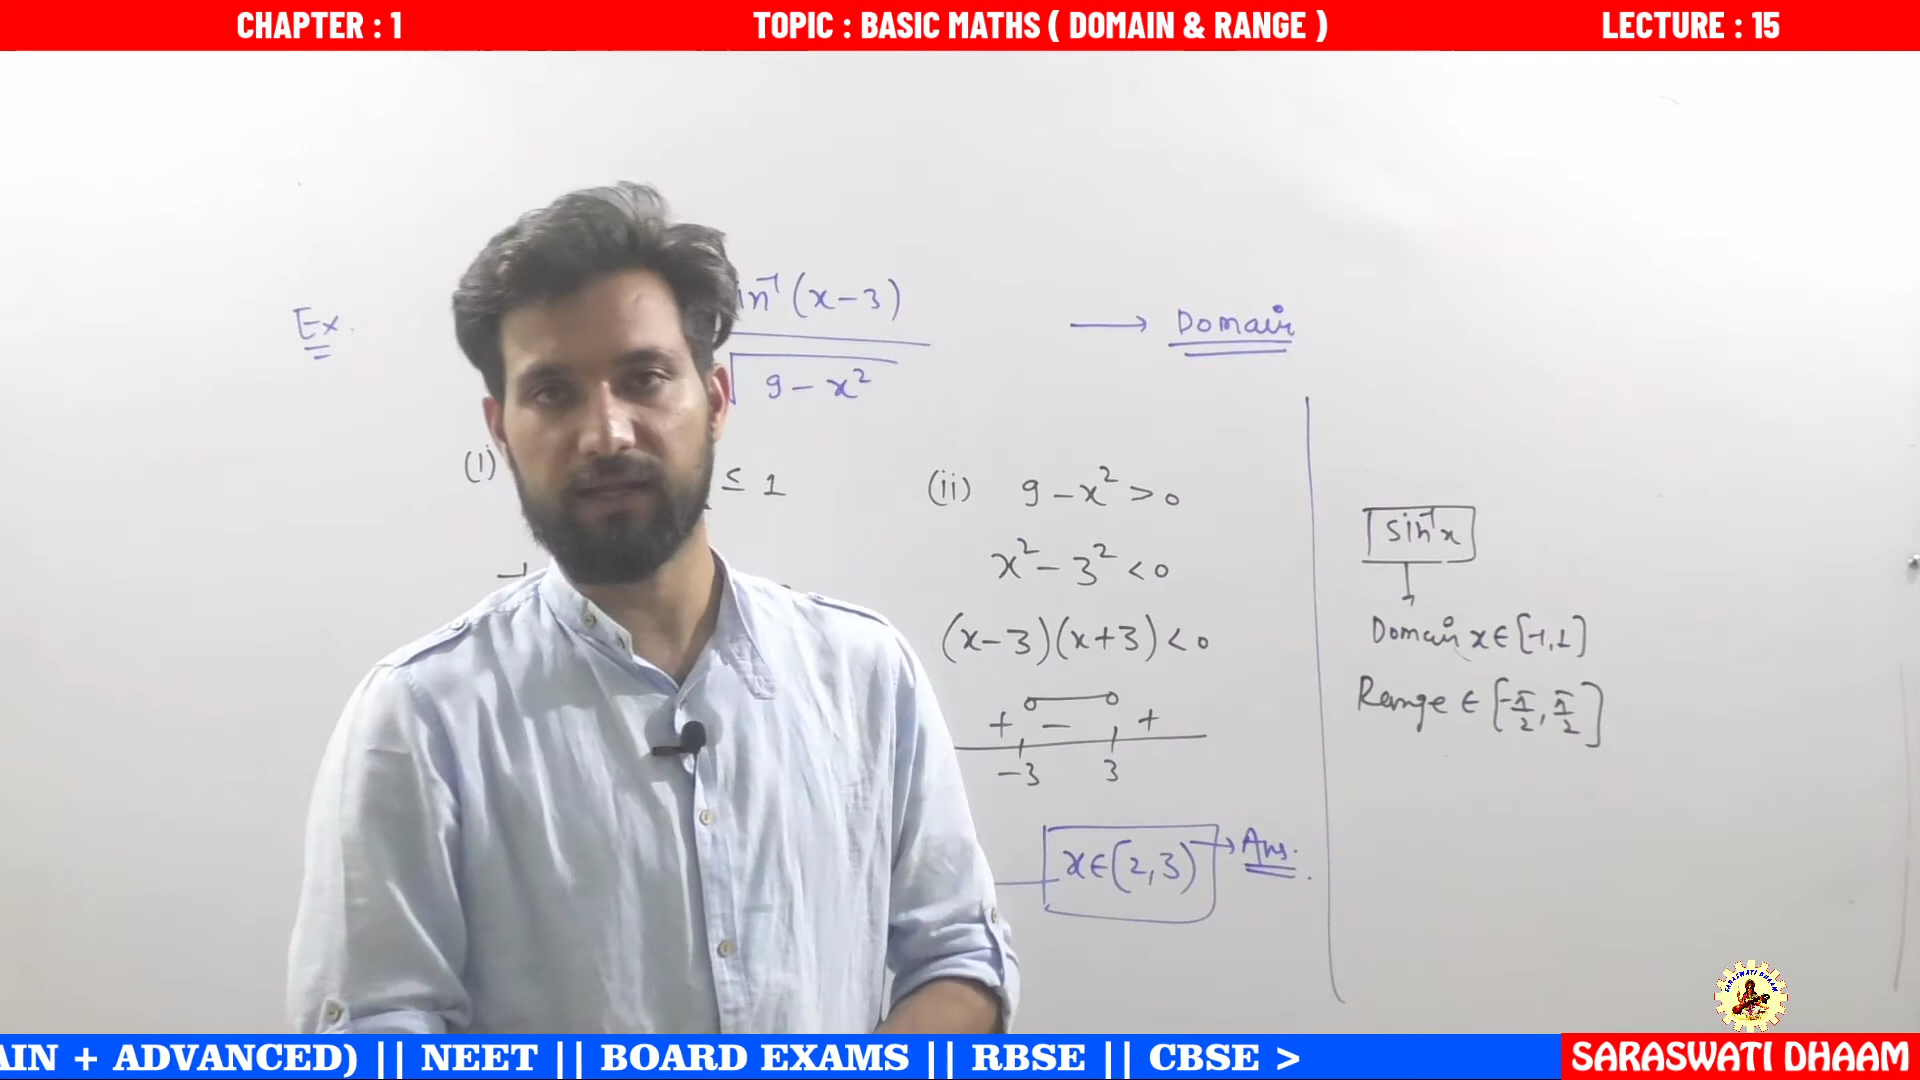 CHAPTER : 1
TOPIC : BASIC MATHS ( DOMAIN & RANGE )
LECTURE : 15
Ex.
in⁻¹ (x-3)
√9-x²
→ Domain
(i)
≤ 1
(ii) 9-x² > 0
x² - 3² < 0
(x-3)(x+3) < 0
+ - +
-3 3
x ∈ [2,3) → Ans.
sin⁻¹x
Domain x ∈ [-1,1]
Range ∈ [-π/2, π/2]
SARASWATI DHAAM
AIN + ADVANCED) || NEET || BOARD EXAMS || RBSE || CBSE >
SARASWATI DHAAM